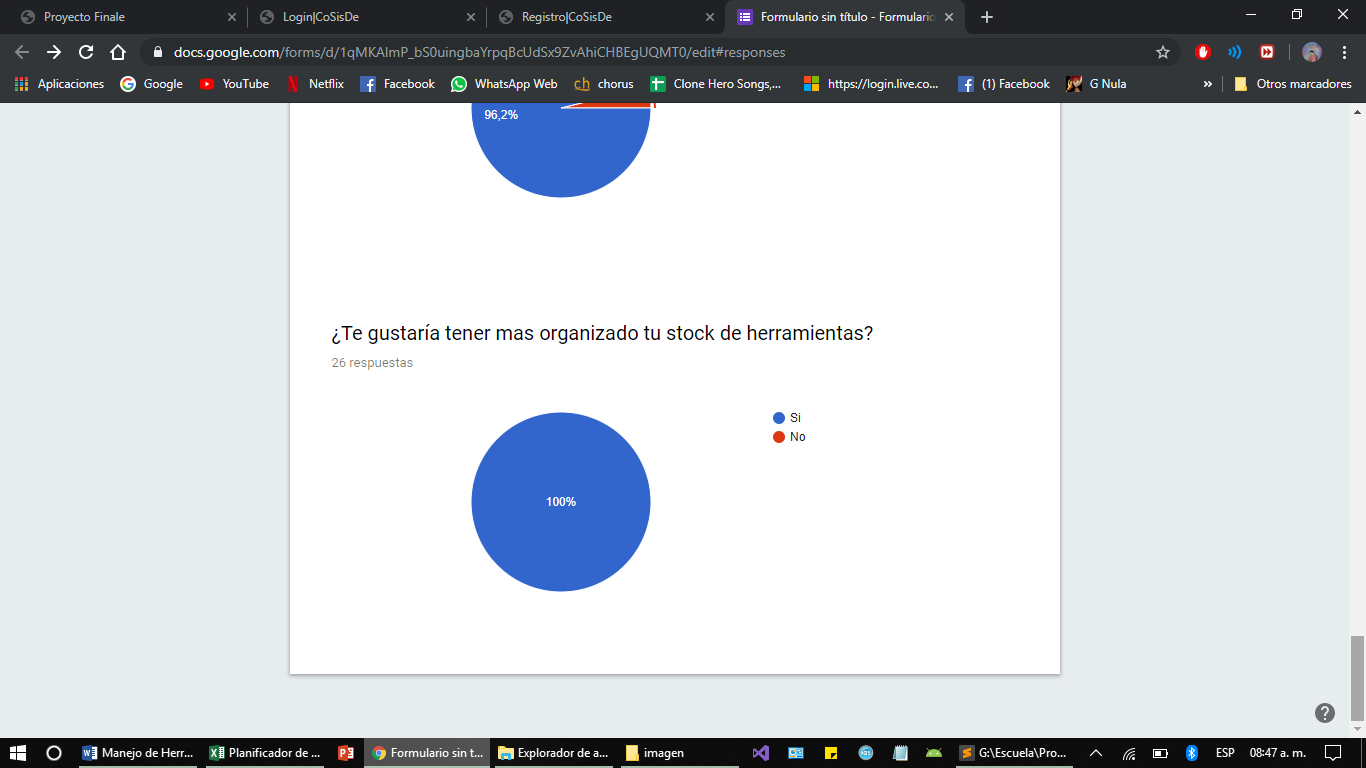 Proyecto Finale
Login|CoSisDe
Registro|CoSisDe
Formulario sin título - Formulario
docs.google.com/forms/d/1qMKAlmP_bS0uingbaYrpqBcUdSx9ZvAhiCHBEgUQMT0/edit#responses
Aplicaciones
Google
YouTube
Netflix
Facebook
WhatsApp Web
ch chorus
Clone Hero Songs,...
https://login.live.co...
(1) Facebook
G Nula
»
Otros marcadores
96,2%
¿Te gustaría tener mas organizado tu stock de herramientas?
26 respuestas
Si
No
100%
Manejo de Herr...
Planificador de ...
Formulario sin t...
Explorador de a...
imagen
G:\Escuela\Pro...
ESP
08:47 a. m.